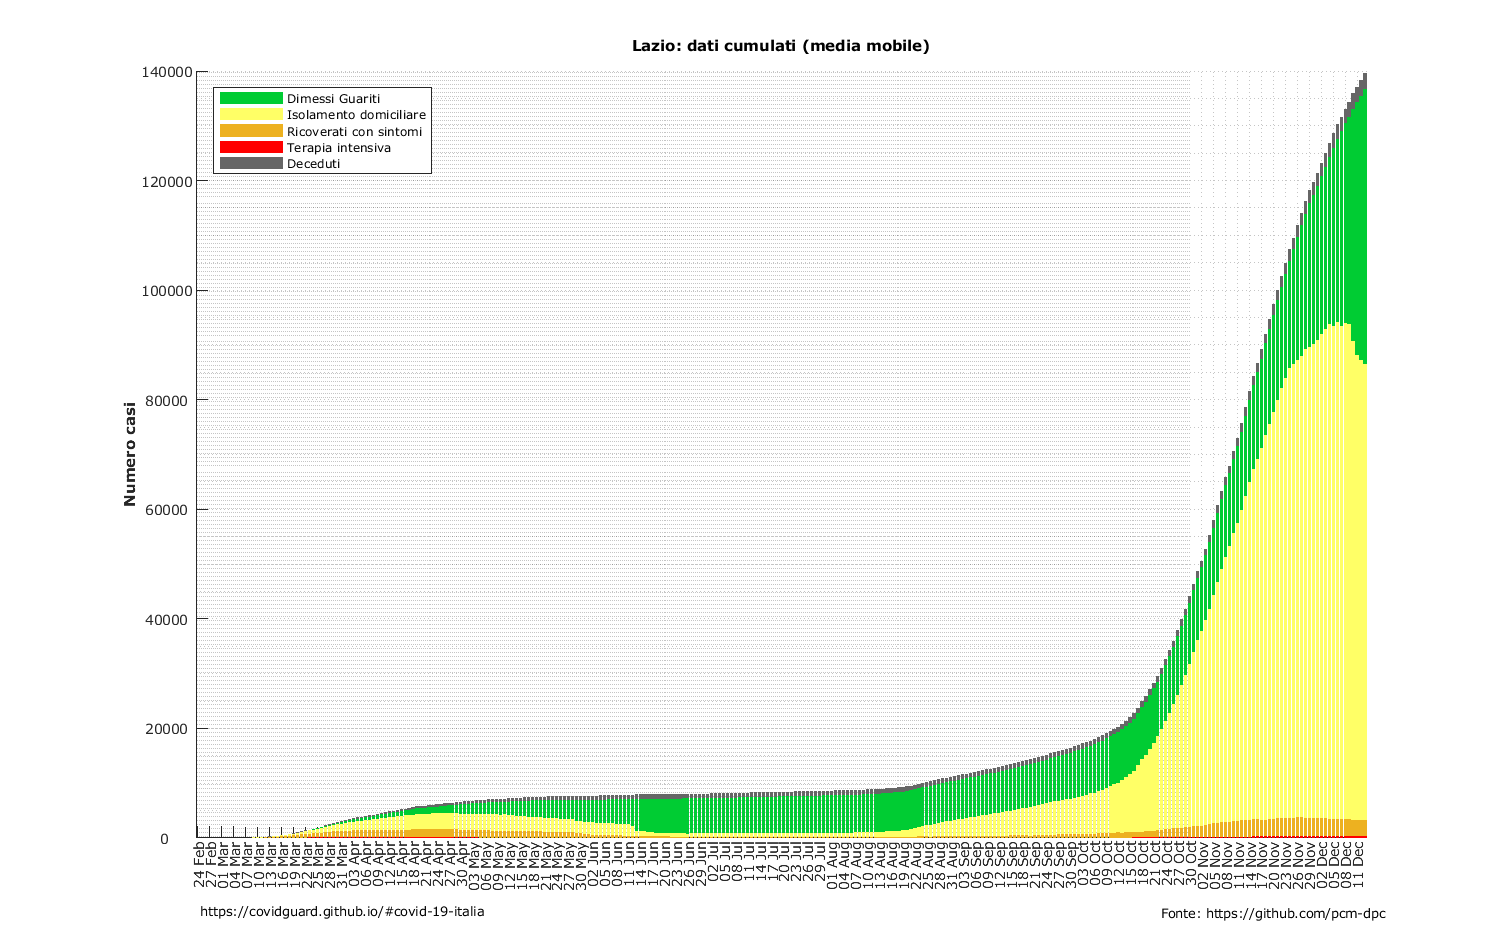 Lazio: dati cumulati (media mobile)
Dimessi Guariti
Isolamento domiciliare
Ricoverati con sintomi
Terapia intensiva
Deceduti
Numero casi
140000
120000
100000
80000
60000
40000
20000
0
24 Feb
27 Feb
01 Mar
04 Mar
07 Mar
10 Mar
13 Mar
16 Mar
19 Mar
22 Mar
25 Mar
28 Mar
31 Mar
03 Apr
06 Apr
09 Apr
12 Apr
15 Apr
18 Apr
21 Apr
24 Apr
27 Apr
30 Apr
03 May
06 May
09 May
12 May
15 May
18 May
21 May
24 May
27 May
30 May
02 Jun
05 Jun
08 Jun
11 Jun
14 Jun
17 Jun
20 Jun
23 Jun
26 Jun
29 Jun
02 Jul
05 Jul
08 Jul
11 Jul
14 Jul
17 Jul
20 Jul
23 Jul
26 Jul
29 Jul
01 Aug
04 Aug
07 Aug
10 Aug
13 Aug
16 Aug
19 Aug
22 Aug
25 Aug
28 Aug
31 Aug
03 Sep
06 Sep
09 Sep
12 Sep
15 Sep
18 Sep
21 Sep
24 Sep
27 Sep
30 Sep
03 Oct
06 Oct
09 Oct
12 Oct
15 Oct
18 Oct
21 Oct
24 Oct
27 Oct
30 Oct
02 Nov
05 Nov
08 Nov
11 Nov
14 Nov
17 Nov
20 Nov
23 Nov
26 Nov
29 Nov
02 Dec
05 Dec
08 Dec
11 Dec
https://covidguard.github.io/#covid-19-italia
Fonte: https://github.com/pcm-dpc